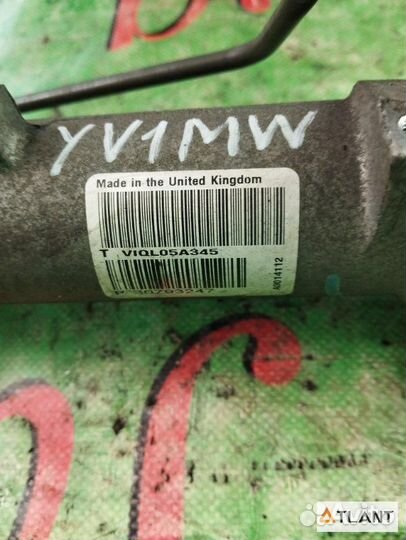 YV1MW
Made in the United Kingdom
T VIQL05A345
A0014112
ATLANT